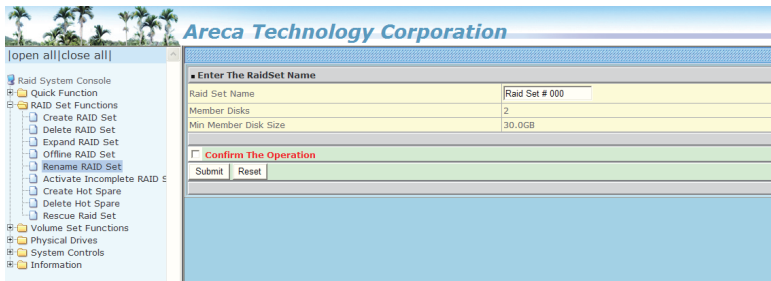 Areca Technology Corporation
|open all|close all|
Raid System Console
Quick Function
RAID Set Functions
Create RAID Set
Delete RAID Set
Expand RAID Set
Offline RAID Set
Rename RAID Set
Activate Incomplete RAID S
Create Hot Spare
Delete Hot Spare
Rescue Raid Set
Volume Set Functions
Physical Drives
System Controls
Information
Enter The RaidSet Name
Raid Set Name Raid Set # 000
Member Disks 2
Min Member Disk Size 30.0GB
Confirm The Operation
Submit Reset